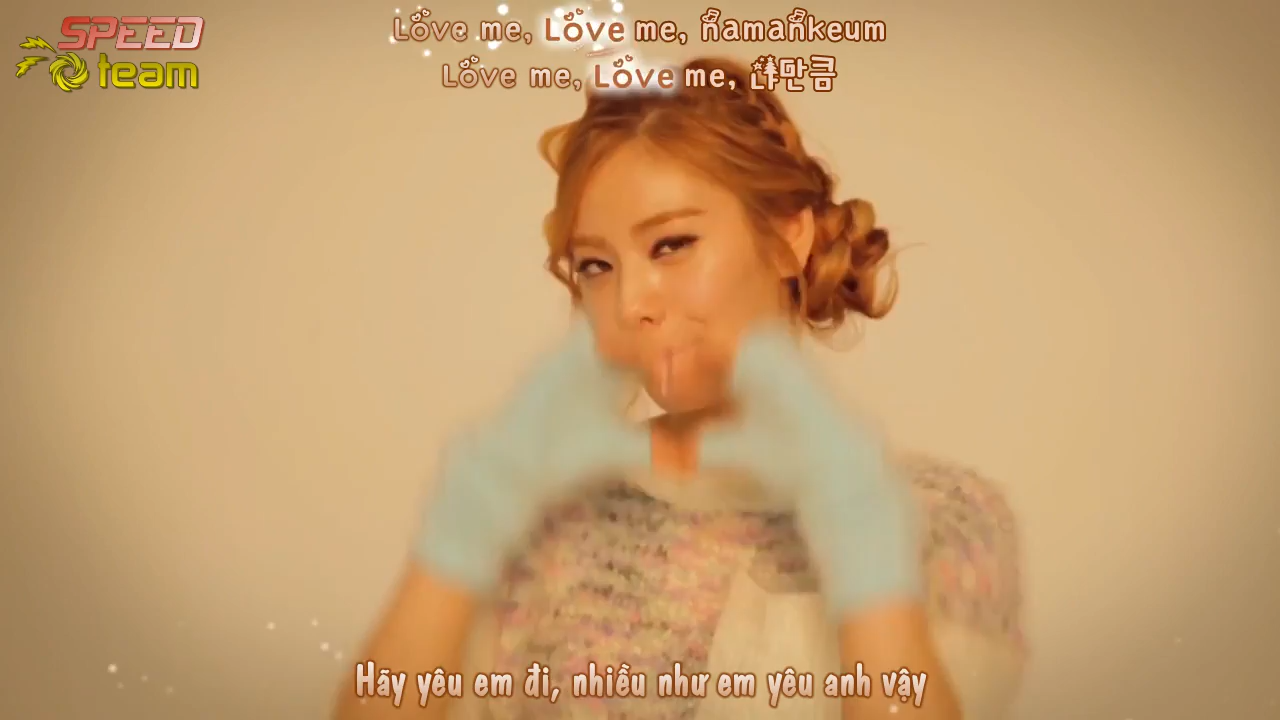 SPEED
team
Love me, Love me, namankeum
Love me, Love me, 나만큼
Hãy yêu em đi, nhiều như em yêu anh vậy